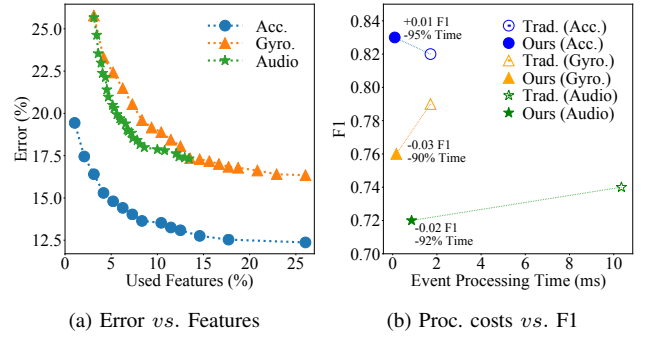 Acc.
Gyro.
Audio
25.0
22.5
20.0
17.5
15.0
12.5
Error (%)
0 5 10 15 20 25
Used Features (%)
(a) Error vs. Features
0.84
0.82
0.80
0.78
0.76
0.74
0.72
0.70
F1
+0.01 F1
-95% Time
-0.03 F1
-90% Time
-0.02 F1
-92% Time
Trad. (Acc.)
Ours (Acc.)
Trad. (Gyro.)
Ours (Gyro.)
Trad. (Audio)
Ours (Audio)
0 2 4 6 8 10
Event Processing Time (ms)
(b) Proc. costs vs. F1